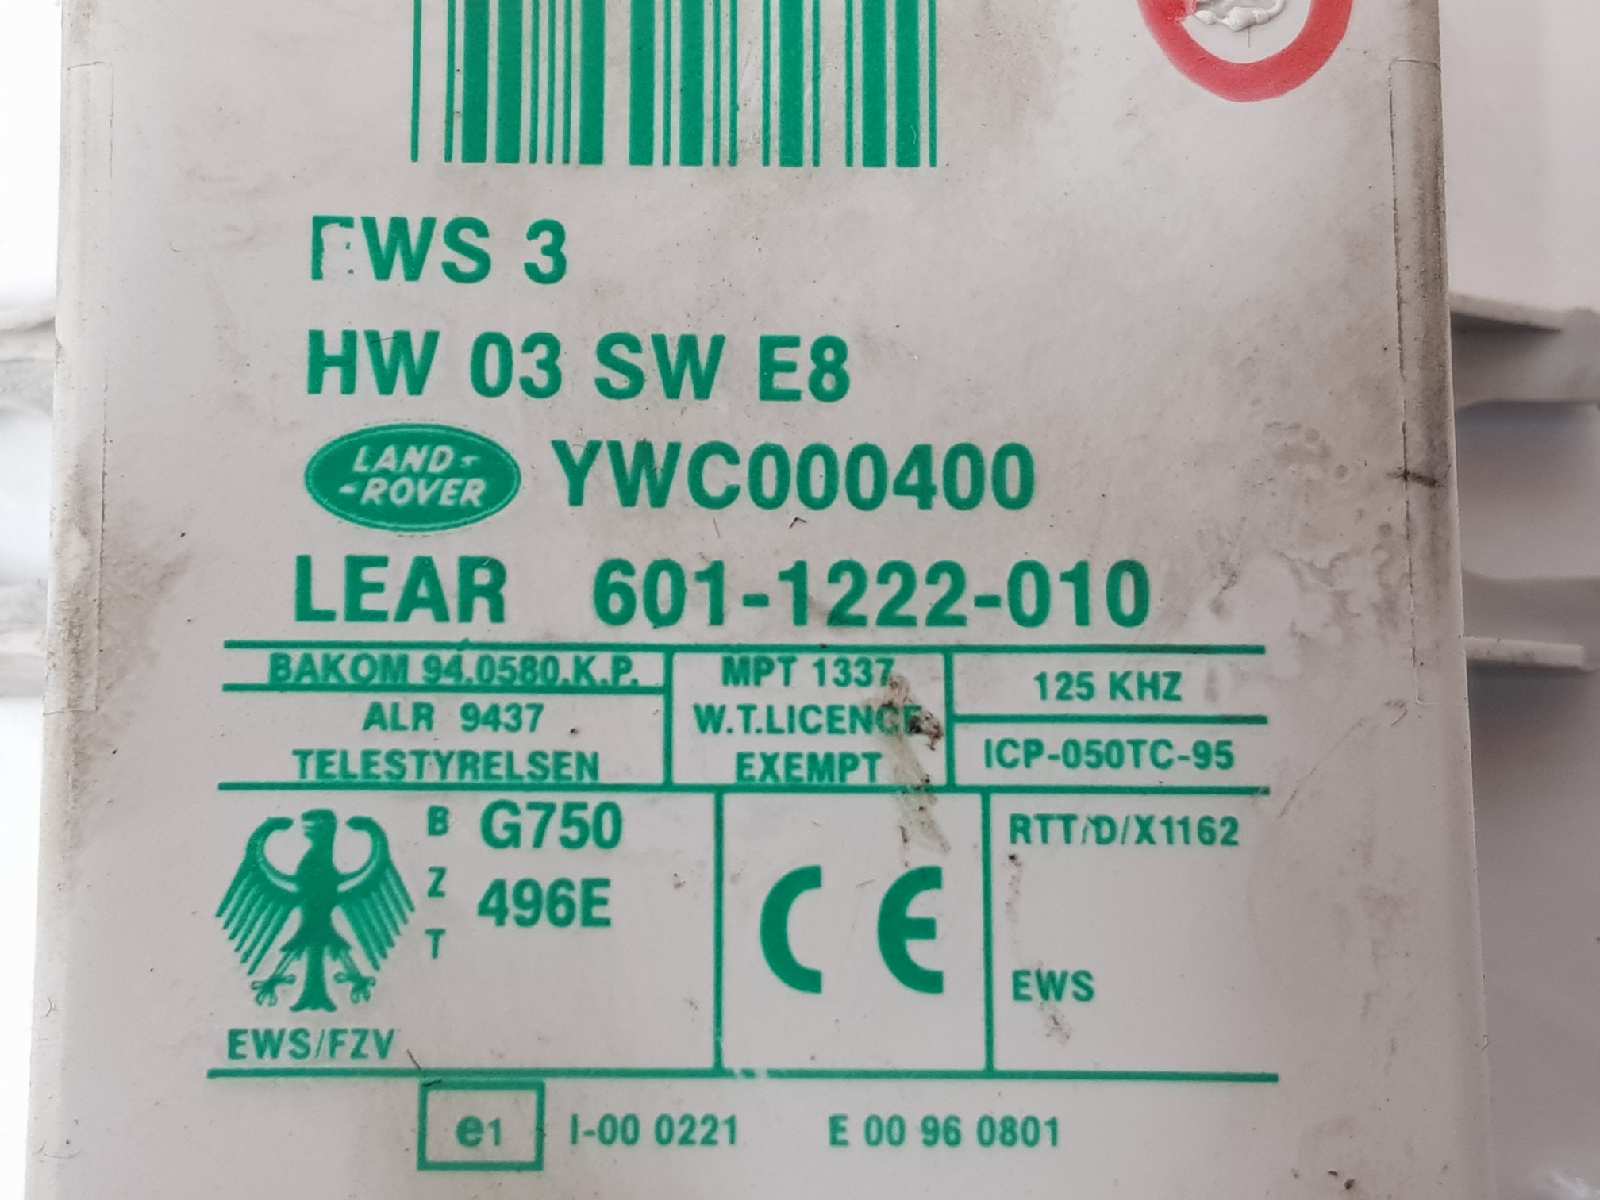 EWS 3
HW 03 SW E8
LAND-
-ROVER
YWC000400
LEAR 601-1222-010
BAKOM 94.0580.K.P.
ALR 9437
TELESTYRELSEN
MPT 1337
W.T.LICENCE
EXEMPT
125 KHZ
ICP-050TC-95
BZT
G750
496E
EWS/FZV
CE
RTT/D/X1162
EWS
e1 I-00 0221 E 00 96 0801